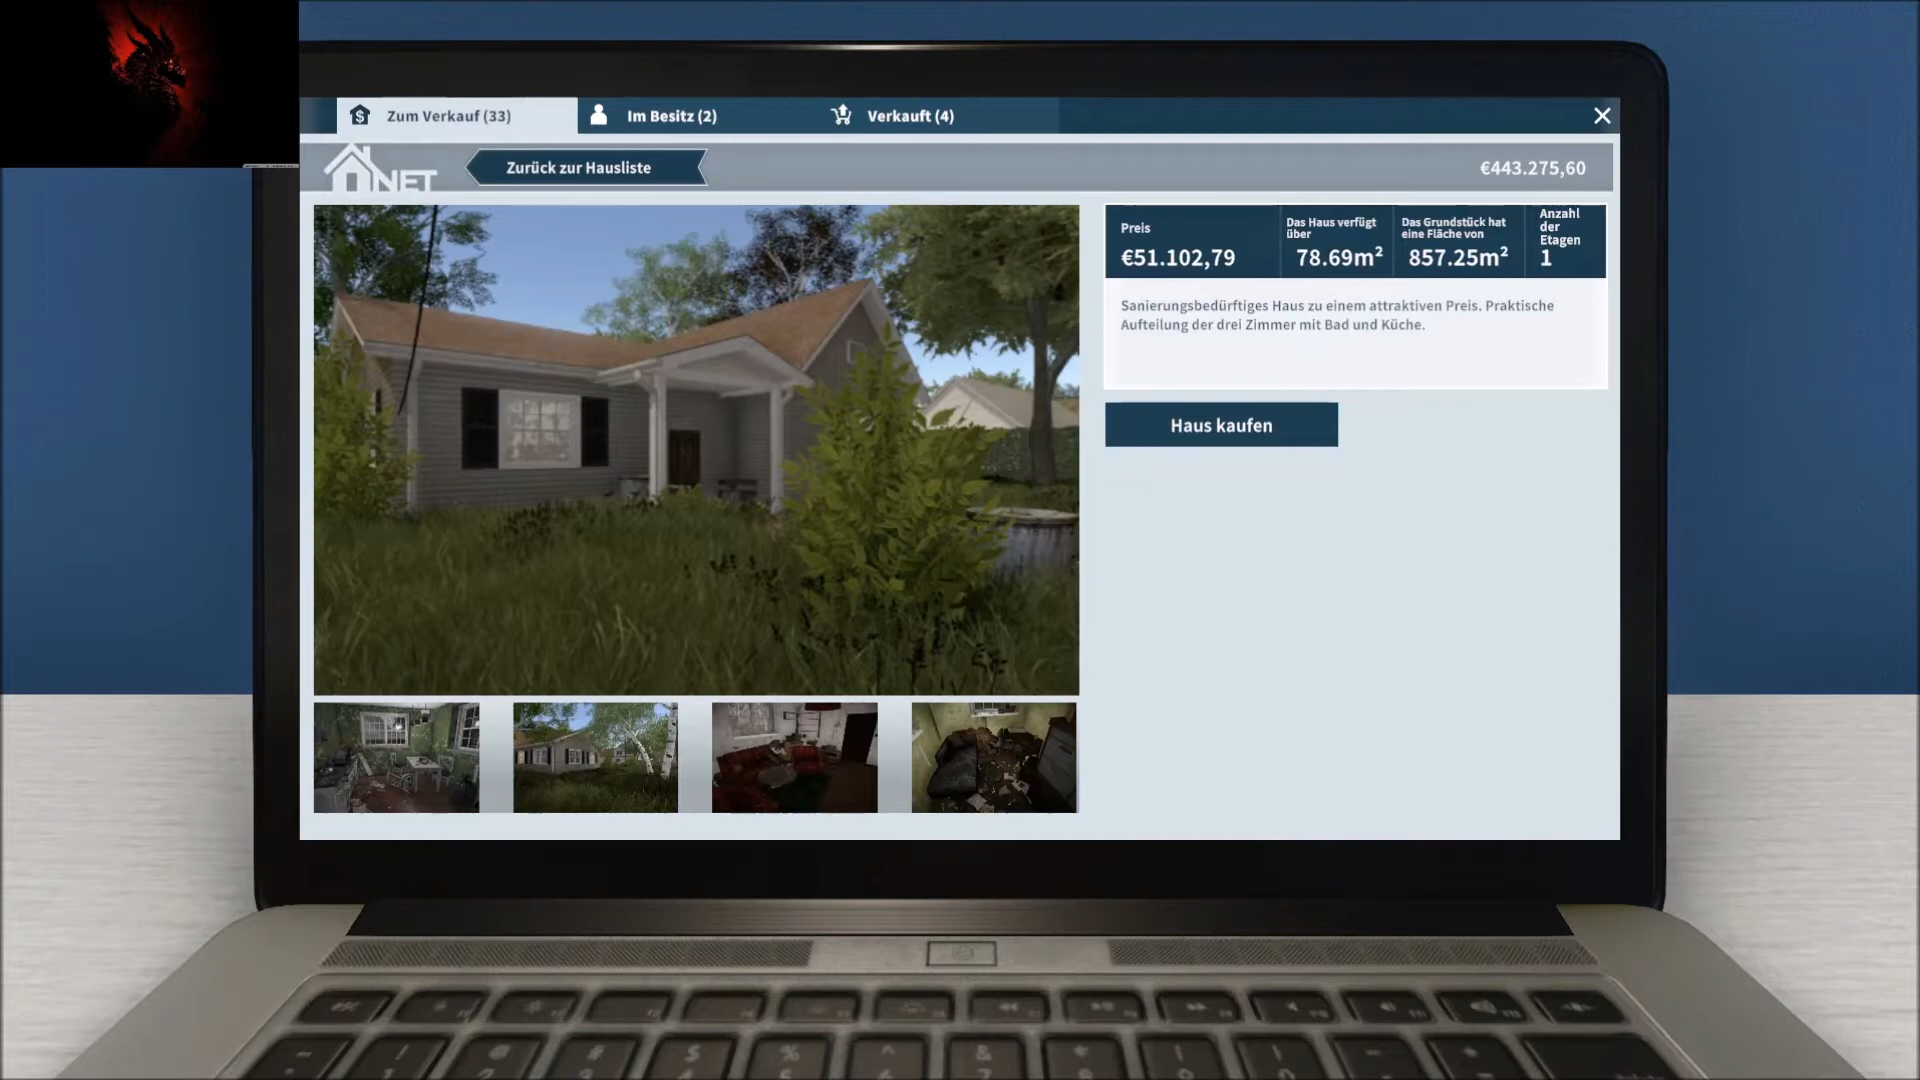 Zum Verkauf (33)
Im Besitz (2)
Verkauft (4)
NET
Zurück zur Hausliste
€443.275,60
Preis
€51.102,79
Das Haus verfügt
über
78.69m²
Das Grundstück hat
eine Fläche von
857.25m²
Anzahl
der
Etagen
1
Sanierungsbedürftiges Haus zu einem attraktiven Preis. Praktische
Aufteilung der drei Zimmer mit Bad und Küche.
Haus kaufen
esc